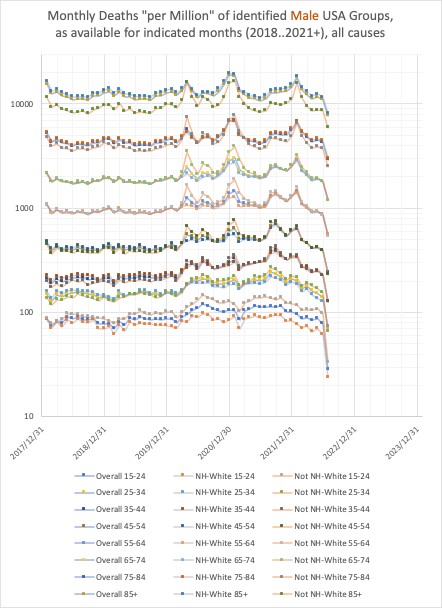 Monthly Deaths "per Million" of identified Male USA Groups,
as available for indicated months (2018..2021+), all causes
10000
1000
100
10
2017/12/31
2018/12/31
2019/12/31
2020/12/30
2021/12/31
2022/12/31
2023/12/31
Overall 15-24 NH-White 15-24 Not NH-White 15-24
Overall 25-34 NH-White 25-34 Not NH-White 25-34
Overall 35-44 NH-White 35-44 Not NH-White 35-44
Overall 45-54 NH-White 45-54 Not NH-White 45-54
Overall 55-64 NH-White 55-64 Not NH-White 55-64
Overall 65-74 NH-White 65-74 Not NH-White 65-74
Overall 75-84 NH-White 75-84 Not NH-White 75-84
Overall 85+ NH-White 85+ Not NH-White 85+